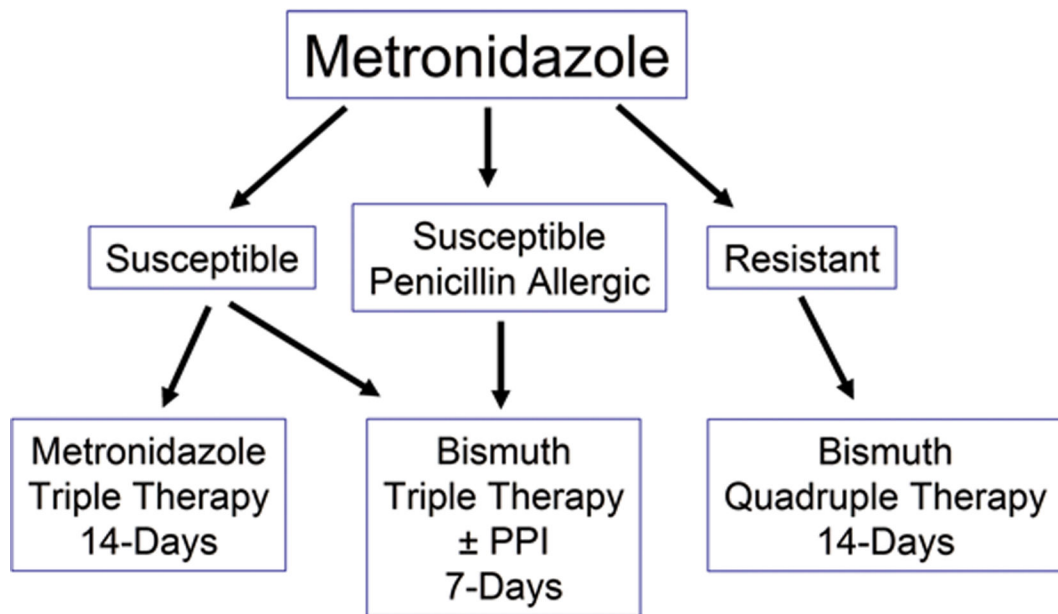 Metronidazole
Susceptible
Susceptible
Penicillin Allergic
Resistant
Metronidazole
Triple Therapy
14-Days
Bismuth
Triple Therapy
± PPI
7-Days
Bismuth
Quadruple Therapy
14-Days